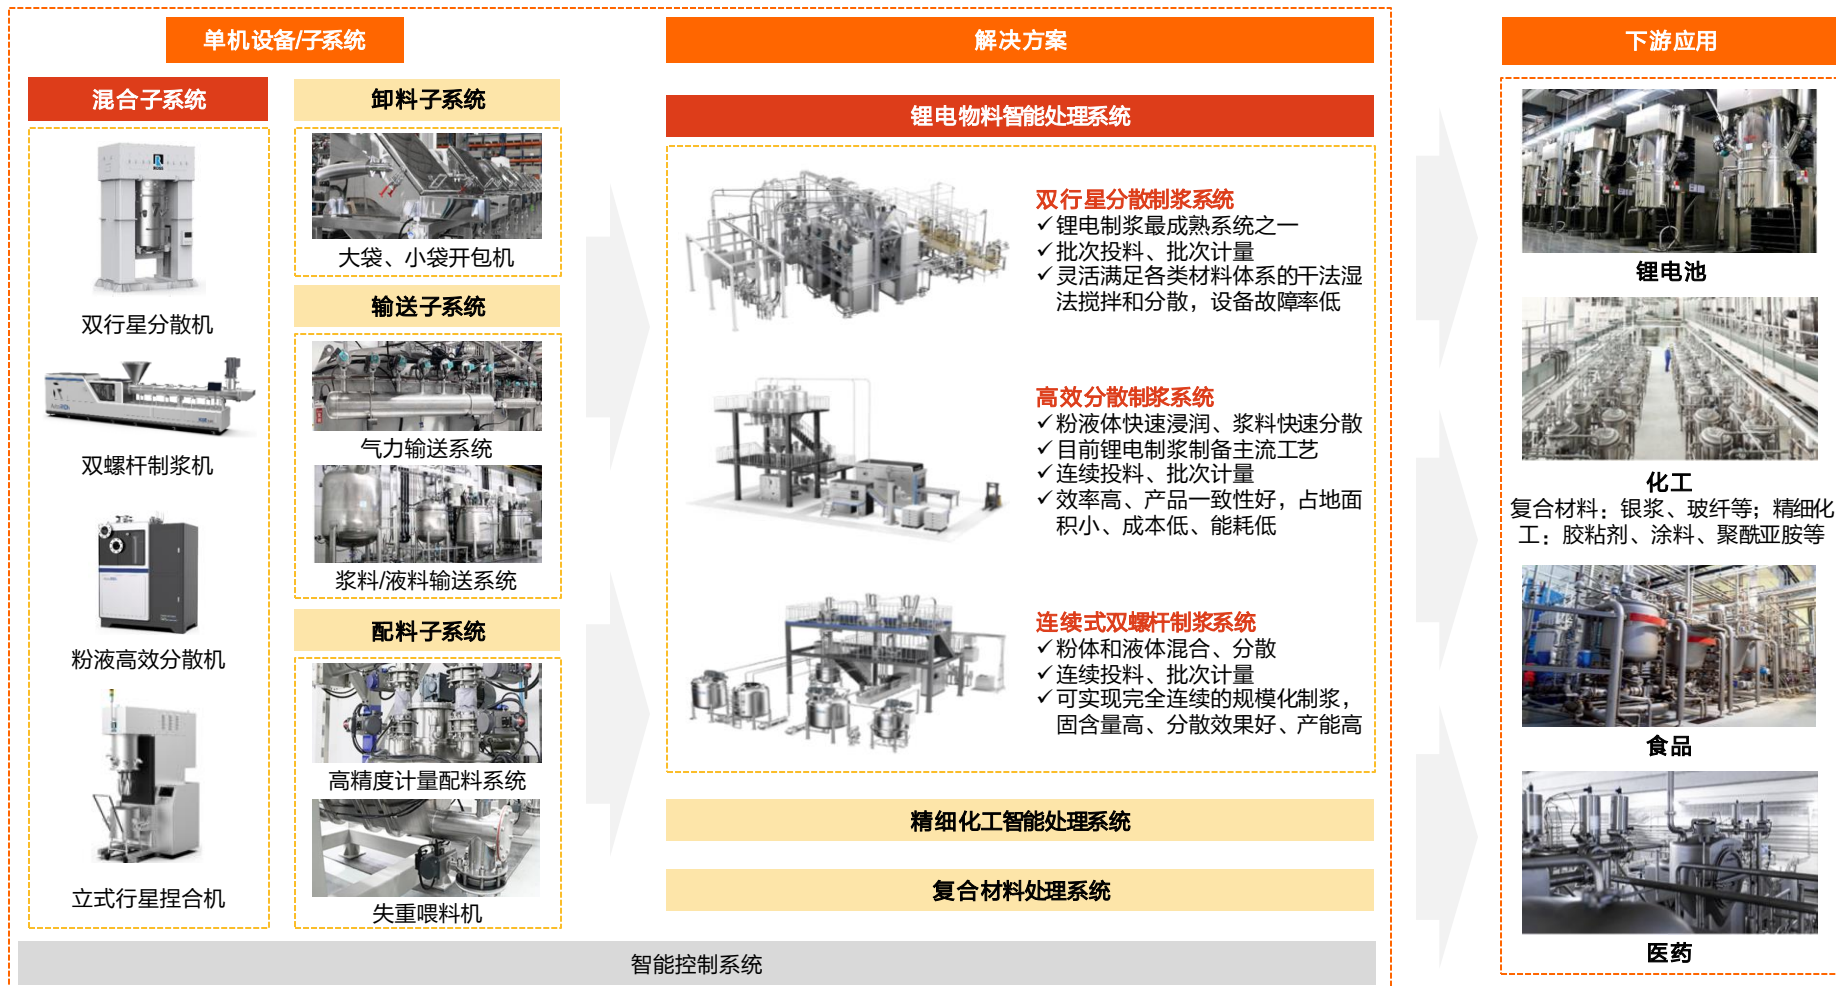 单机设备/子系统
混合子系统
双行星分散机
双螺杆制浆机
粉液高效分散机
立式行星捏合机
卸料子系统
大袋、小袋开包机
输送子系统
气力输送系统
浆料/液料输送系统
配料子系统
高精度计量配料系统
失重喂料机
解决方案
锂电物料智能处理系统
双行星分散制浆系统
✓锂电制浆最成熟系统之一
✓批次投料、批次计量
✓灵活满足各类材料体系的干法湿
法搅拌和分散，设备故障率低
高效分散制浆系统
✓粉液体快速浸润、浆料快速分散
✓目前锂电制浆制备主流工艺
✓连续投料、批次计量
✓效率高、产品一致性好，占地面
积小、成本低、能耗低
连续式双螺杆制浆系统
✓粉体和液体混合、分散
✓连续投料、批次计量
✓可实现完全连续的规模化制浆，
固含量高、分散效果好、产能高
精细化工智能处理系统
复合材料处理系统
智能控制系统
下游应用
锂电池
化工
复合材料：银浆、玻纤等；精细化
工：胶粘剂、涂料、聚酰亚胺等
食品
医药